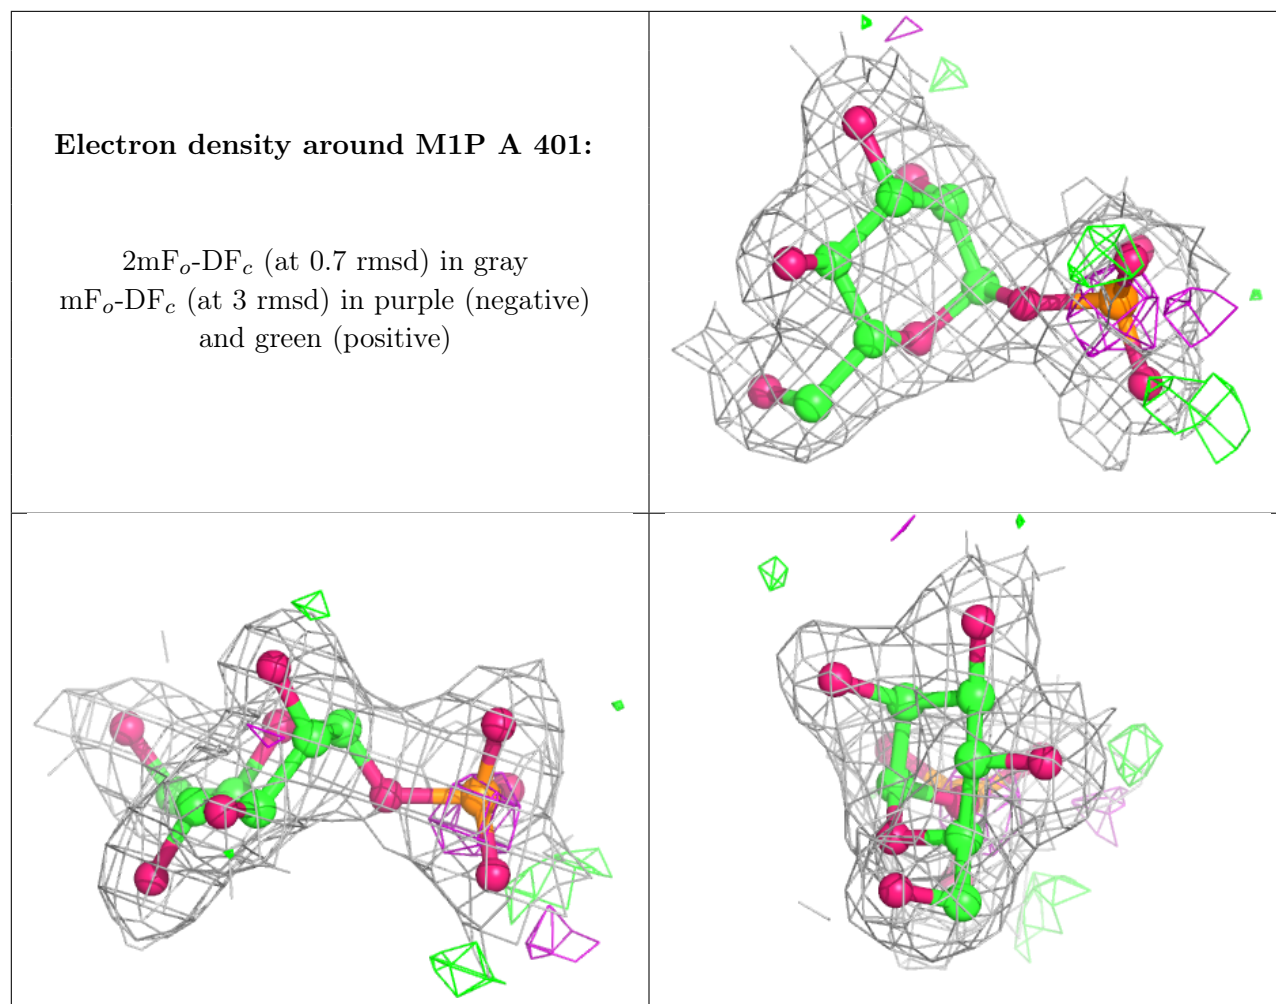 Electron density around M1P A 401:
2mFo-DFc (at 0.7 rmsd) in gray
mFo-DFc (at 3 rmsd) in purple (negative)
and green (positive)